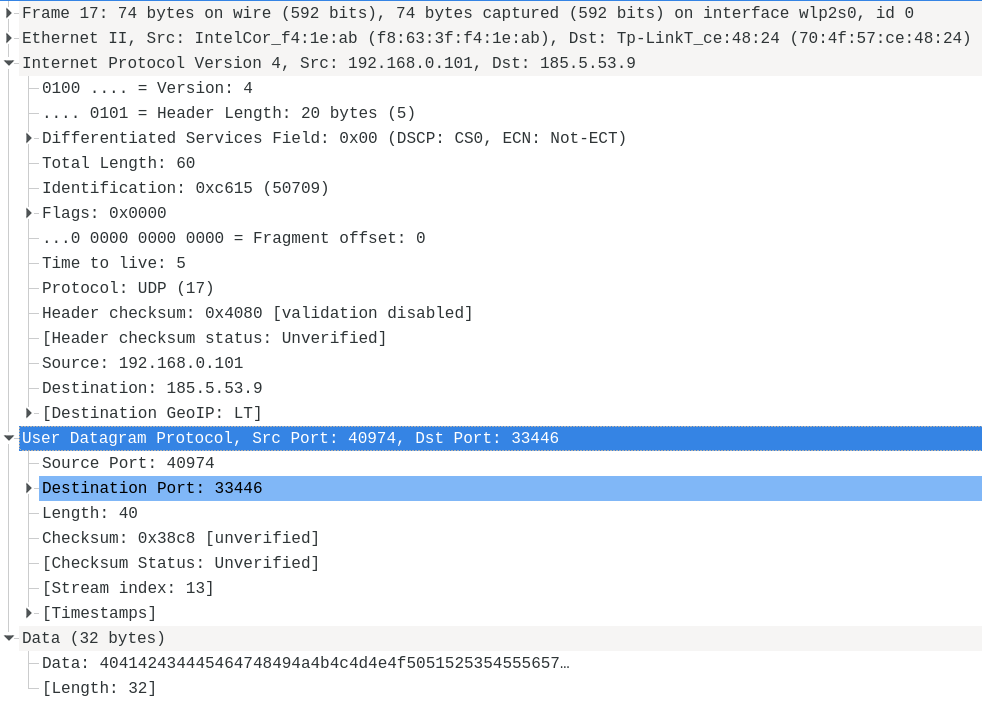 Frame 17: 74 bytes on wire (592 bits), 74 bytes captured (592 bits) on interface wlp2s0, id 0
Ethernet II, Src: IntelCor_f4:1e:ab (f8:63:3f:f4:1e:ab), Dst: Tp-LinkT_ce:48:24 (70:4f:57:ce:48:24)
Internet Protocol Version 4, Src: 192.168.0.101, Dst: 185.5.53.9
0100 .... = Version: 4
.... 0101 = Header Length: 20 bytes (5)
Differentiated Services Field: 0x00 (DSCP: CS0, ECN: Not-ECT)
Total Length: 60
Identification: 0xc615 (50709)
Flags: 0x0000
...0 0000 0000 0000 = Fragment offset: 0
Time to live: 5
Protocol: UDP (17)
Header checksum: 0x4080 [validation disabled]
[Header checksum status: Unverified]
Source: 192.168.0.101
Destination: 185.5.53.9
[Destination GeoIP: LT]
User Datagram Protocol, Src Port: 40974, Dst Port: 33446
Source Port: 40974
Destination Port: 33446
Length: 40
Checksum: 0x38c8 [unverified]
[Checksum Status: Unverified]
[Stream index: 13]
[Timestamps]
Data (32 bytes)
Data: 404142434445464748494a4b4c4d4e4f5051525354555657…
[Length: 32]